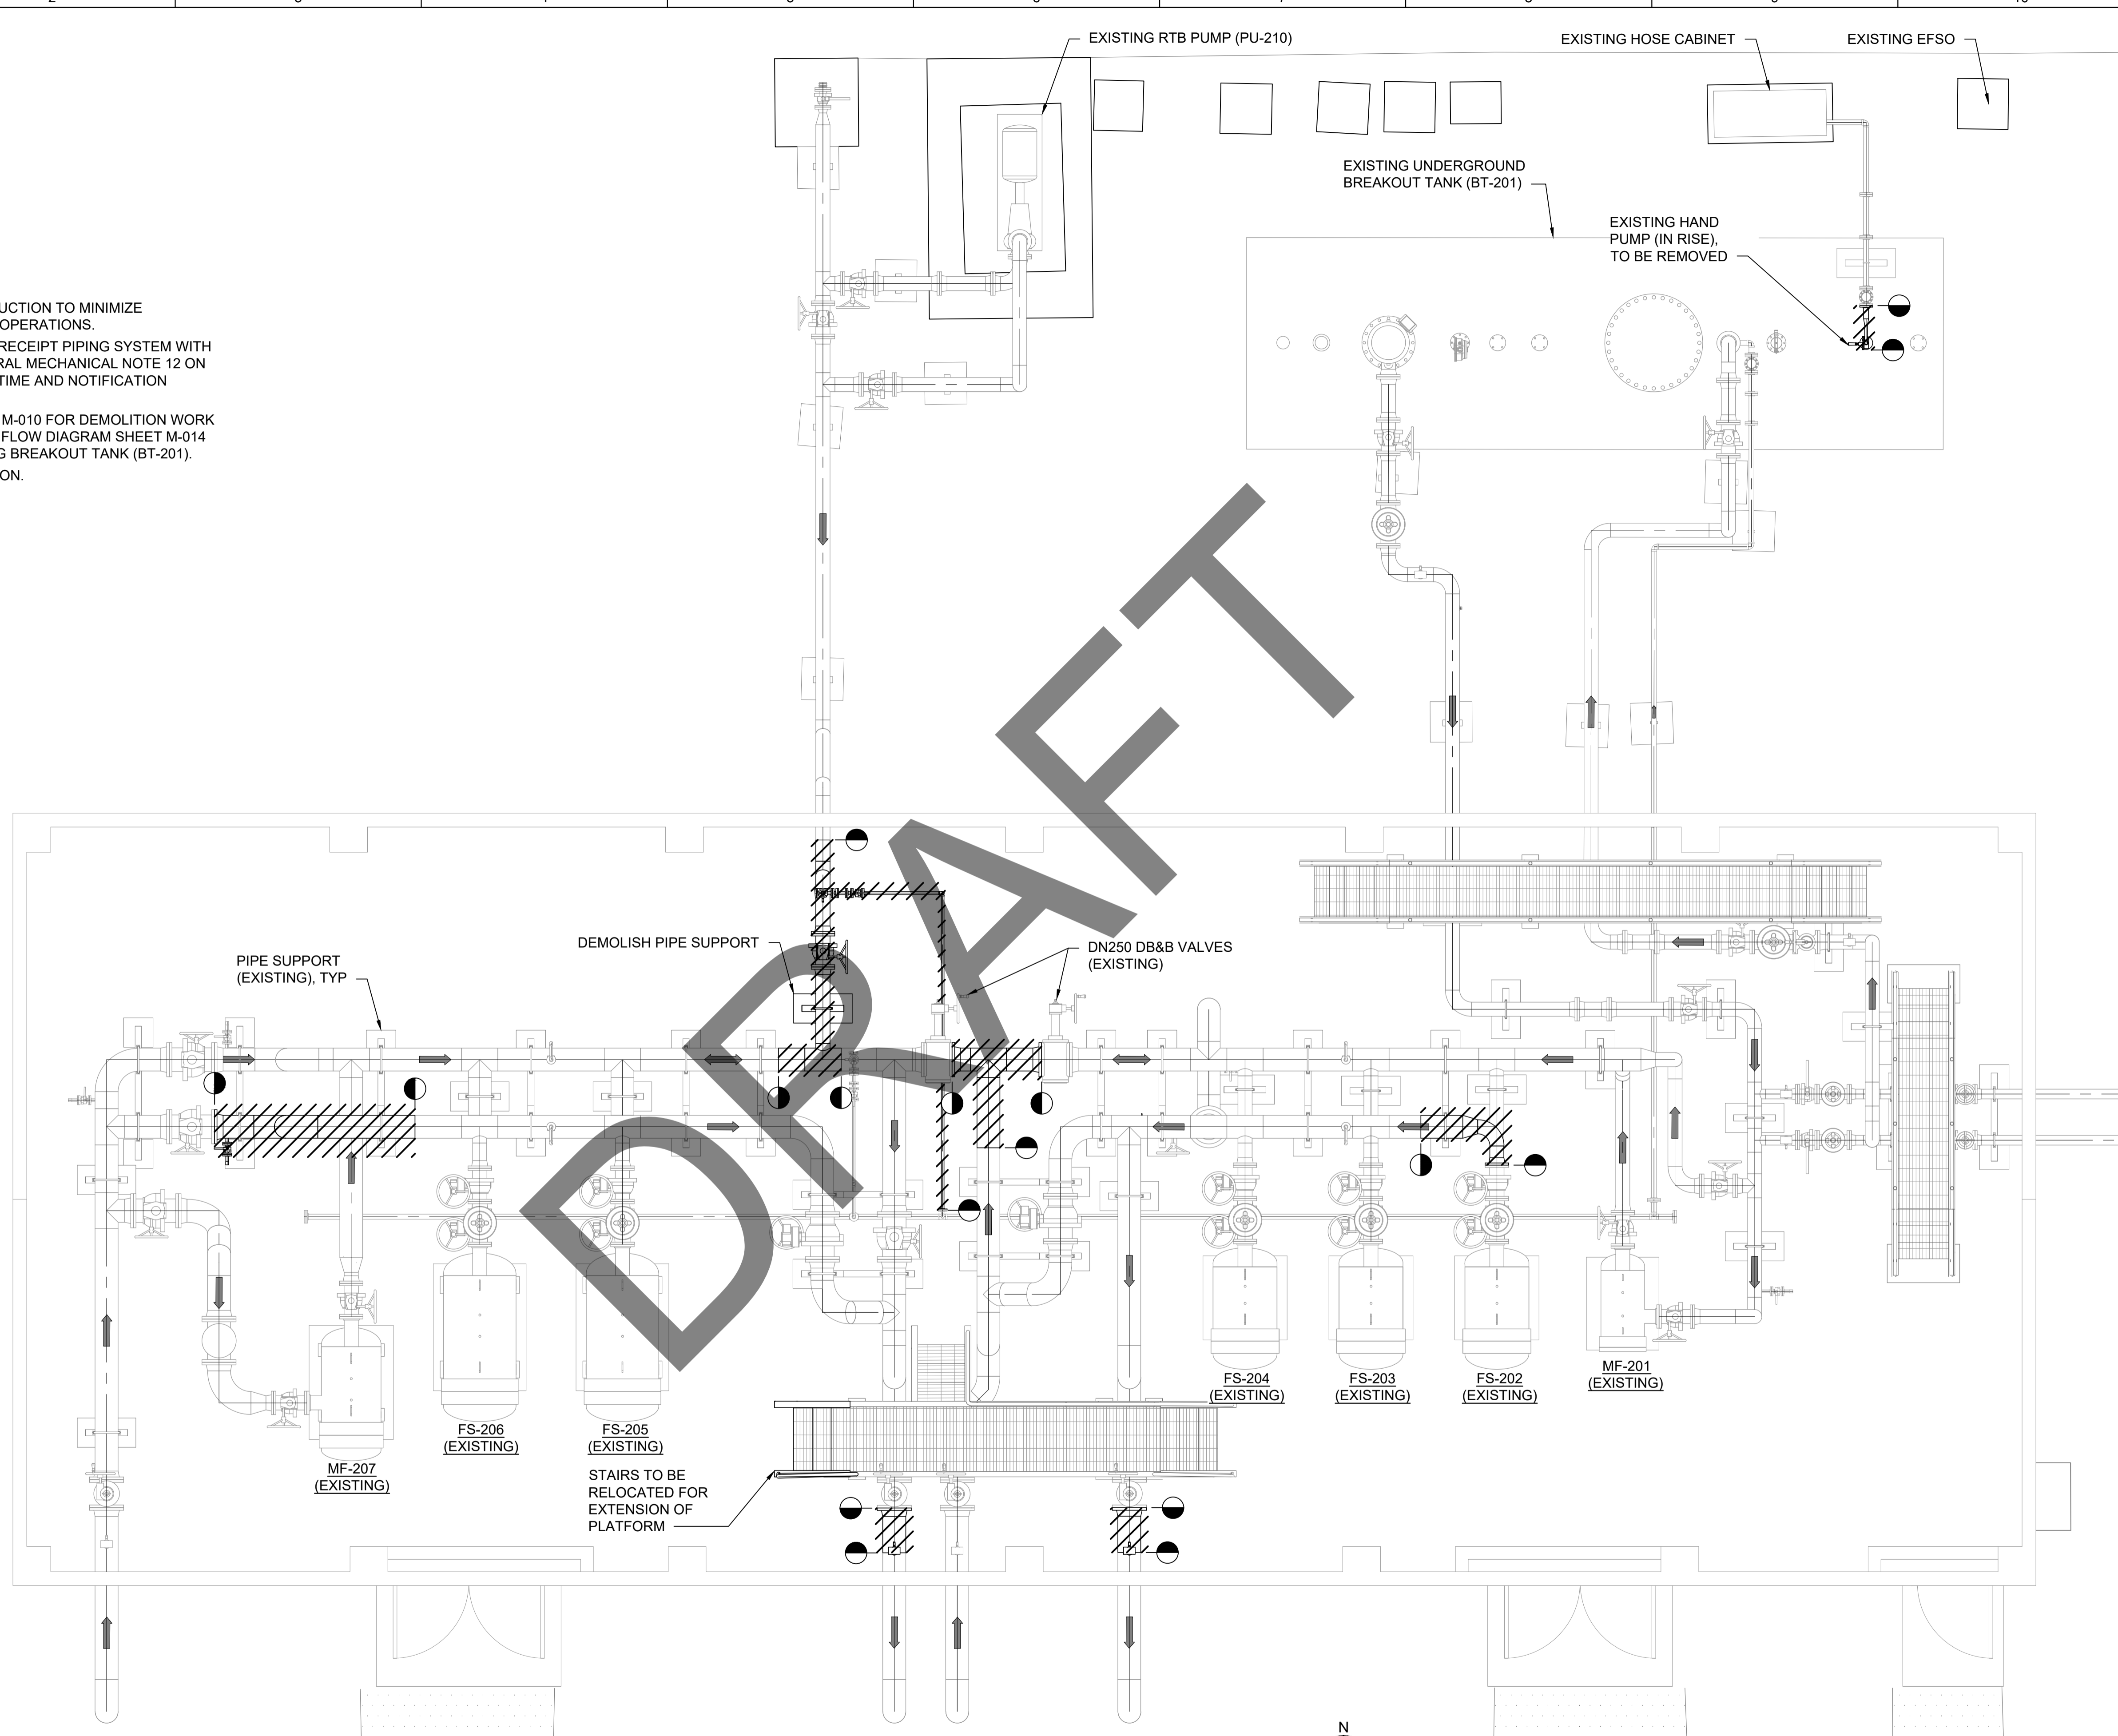 EXISTING RTB PUMP (PU-210)
EXISTING HOSE CABINET
EXISTING EFSO
EXISTING UNDERGROUND
BREAKOUT TANK (BT-201)
EXISTING HAND
PUMP (IN RISE),
TO BE REMOVED
UCTION TO MINIMIZE
OPERATIONS.
RECEIPT PIPING SYSTEM WITH
RAL MECHANICAL NOTE 12 ON
TIME AND NOTIFICATION
M-010 FOR DEMOLITION WORK
FLOW DIAGRAM SHEET M-014
G BREAKOUT TANK (BT-201).
ON.
DRAFT
DEMOLISH PIPE SUPPORT
DN250 DB&B VALVES
(EXISTING)
PIPE SUPPORT
(EXISTING), TYP
FS-204
(EXISTING)
FS-203
(EXISTING)
FS-202
(EXISTING)
MF-201
(EXISTING)
FS-206
(EXISTING)
FS-205
(EXISTING)
MF-207
(EXISTING)
STAIRS TO BE
RELOCATED FOR
EXTENSION OF
PLATFORM
N